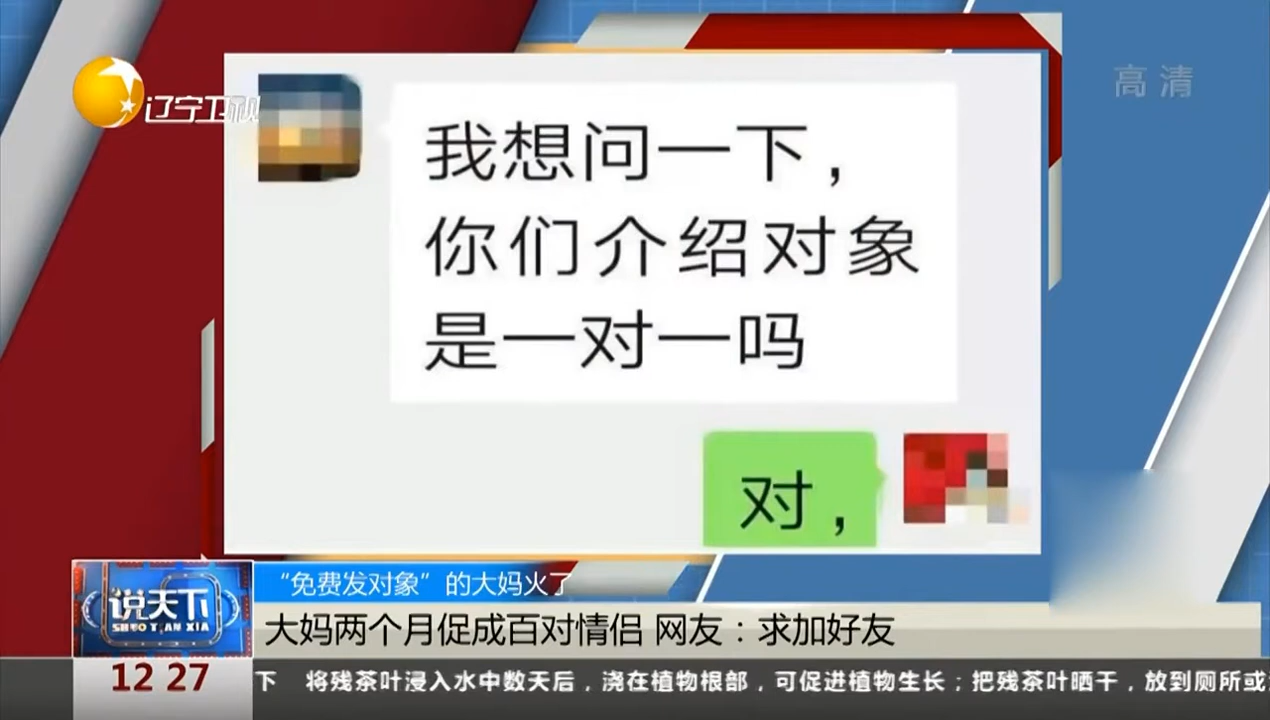 辽宁卫视
高清
我想问一下，
你们介绍对象
是一对一吗
对，
“免费发对象”的大妈火了
说天下
SHUO TIAN XIA
大妈两个月促成百对情侣 网友：求加好友
12 27
下 将残茶叶浸入水中数天后，浇在植物根部，可促进植物生长；把残茶叶晒干，放到厕所或